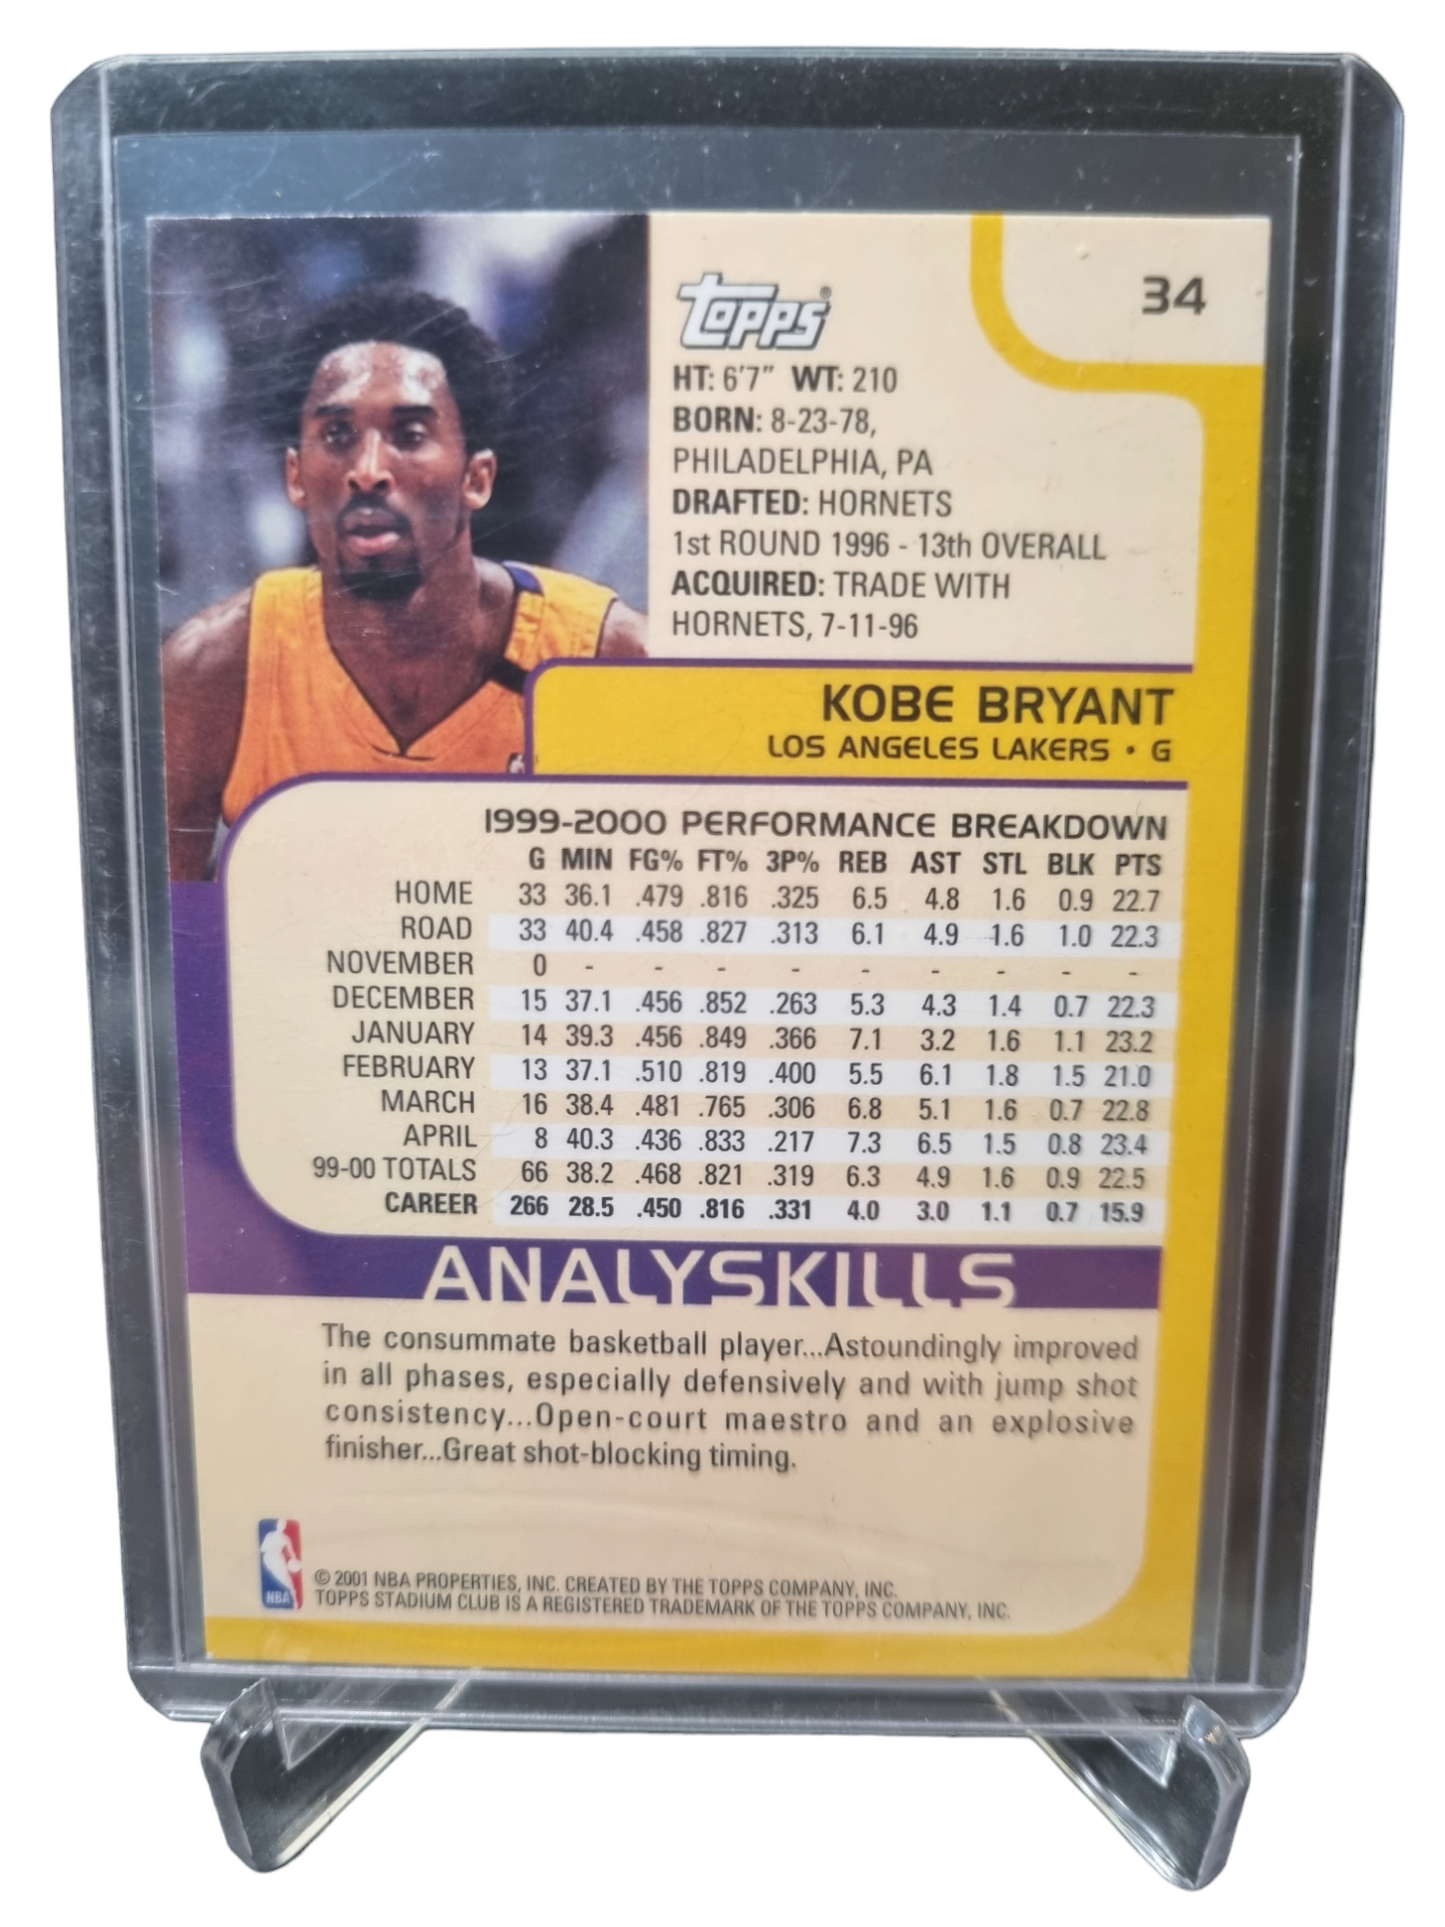 34
Topps®
HT: 6'7" WT: 210
BORN: 8-23-78,
PHILADELPHIA, PA
DRAFTED: HORNETS
1st ROUND 1996 - 13th OVERALL
ACQUIRED: TRADE WITH
HORNETS, 7-11-96
KOBE BRYANT
LOS ANGELES LAKERS • G
1999-2000 PERFORMANCE BREAKDOWN
G MIN FG% FT% 3P% REB AST STL BLK PTS
HOME 33 36.1 .479 .816 .325 6.5 4.8 1.6 0.9 22.7
ROAD 33 40.4 .458 .827 .313 6.1 4.9 1.6 1.0 22.3
NOVEMBER 0 - - - - - - - - -
DECEMBER 15 37.1 .456 .852 .263 5.3 4.3 1.4 0.7 22.3
JANUARY 14 39.3 .456 .849 .366 7.1 3.2 1.6 1.1 23.2
FEBRUARY 13 37.1 .510 .819 .400 5.5 6.1 1.8 1.5 21.0
MARCH 16 38.4 .481 .765 .306 6.8 5.1 1.6 0.7 22.8
APRIL 8 40.3 .436 .833 .217 7.3 6.5 1.5 0.8 23.4
99-00 TOTALS 66 38.2 .468 .821 .319 6.3 4.9 1.6 0.9 22.5
CAREER 266 28.5 .450 .816 .331 4.0 3.0 1.1 0.7 15.9
ANALYSKILLS
The consummate basketball player...Astoundingly improved
in all phases, especially defensively and with jump shot
consistency...Open-court maestro and an explosive
finisher...Great shot-blocking timing.
NBA
© 2001 NBA PROPERTIES, INC. CREATED BY THE TOPPS COMPANY, INC.
TOPPS STADIUM CLUB IS A REGISTERED TRADEMARK OF THE TOPPS COMPANY, INC.